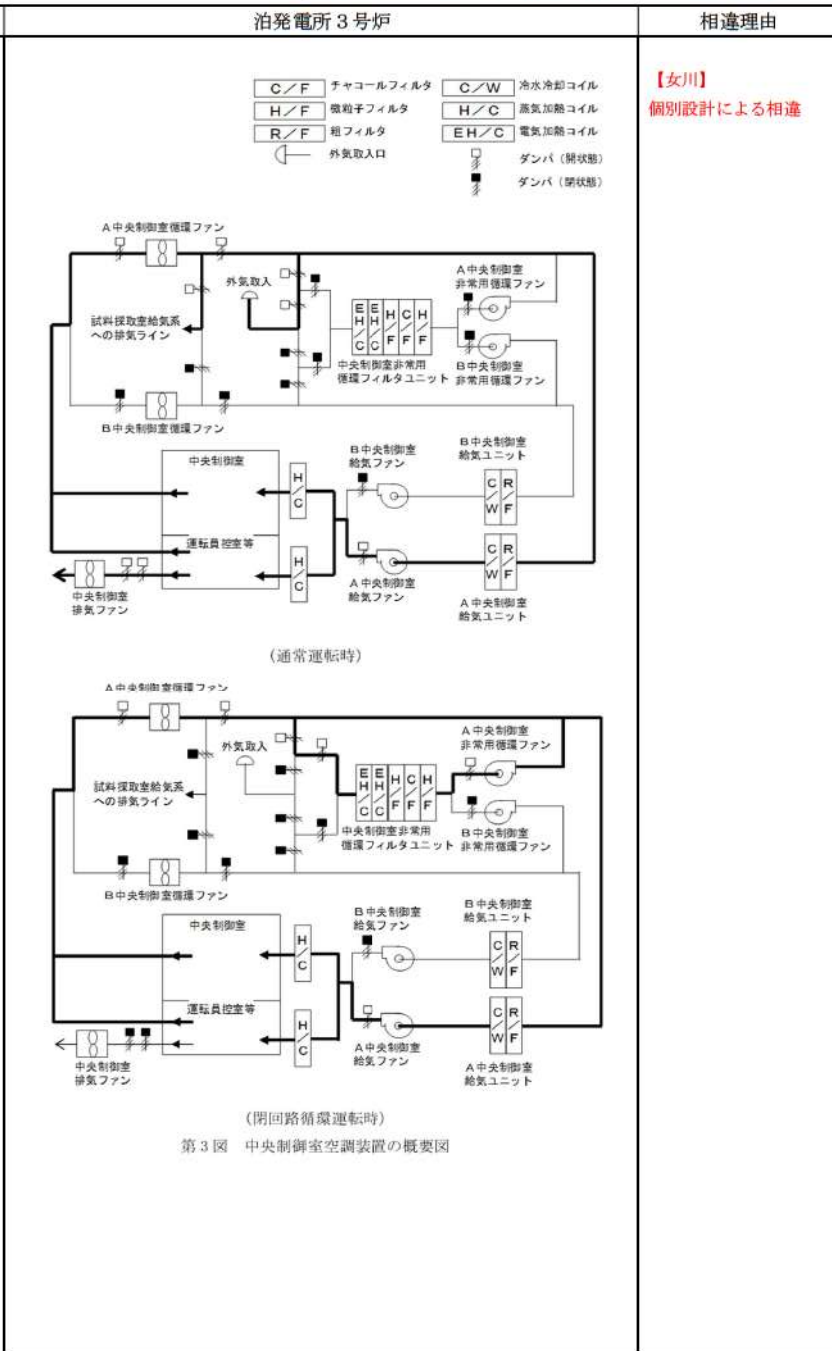 泊発電所３号炉
相違理由
【女川】
個別設計による相違
C／F チャコールフィルタ C／W 冷水冷却コイル
H／F 微粒子フィルタ H／C 蒸気加熱コイル
R／F 粗フィルタ EH／C 電気加熱コイル
外気取入口 ダンパ（開状態）
ダンパ（閉状態）
A中央制御室循環ファン
外気取入
A中央制御室
非常用循環ファン
試料採取室給気系
への排気ライン
EH／C EH／C H／F C／F H／F
中央制御室非常用
循環フィルタユニット
B中央制御室
非常用循環ファン
B中央制御室循環ファン
中央制御室
H／C
B中央制御室
給気ファン
B中央制御室
給気ユニット
C／W R／F
運転員控室等
H／C
C／W R／F
中央制御室
排気ファン
A中央制御室
給気ファン
A中央制御室
給気ユニット
（通常運転時）
A中央制御室循環ファン
外気取入
A中央制御室
非常用循環ファン
試料採取室給気系
への排気ライン
EH／C EH／C H／F C／F H／F
中央制御室非常用
循環フィルタユニット
B中央制御室
非常用循環ファン
B中央制御室循環ファン
中央制御室
H／C
B中央制御室
給気ファン
B中央制御室
給気ユニット
C／W R／F
運転員控室等
H／C
C／W R／F
中央制御室
排気ファン
A中央制御室
給気ファン
A中央制御室
給気ユニット
（閉回路循環運転時）
第３図　中央制御室空調装置の概要図